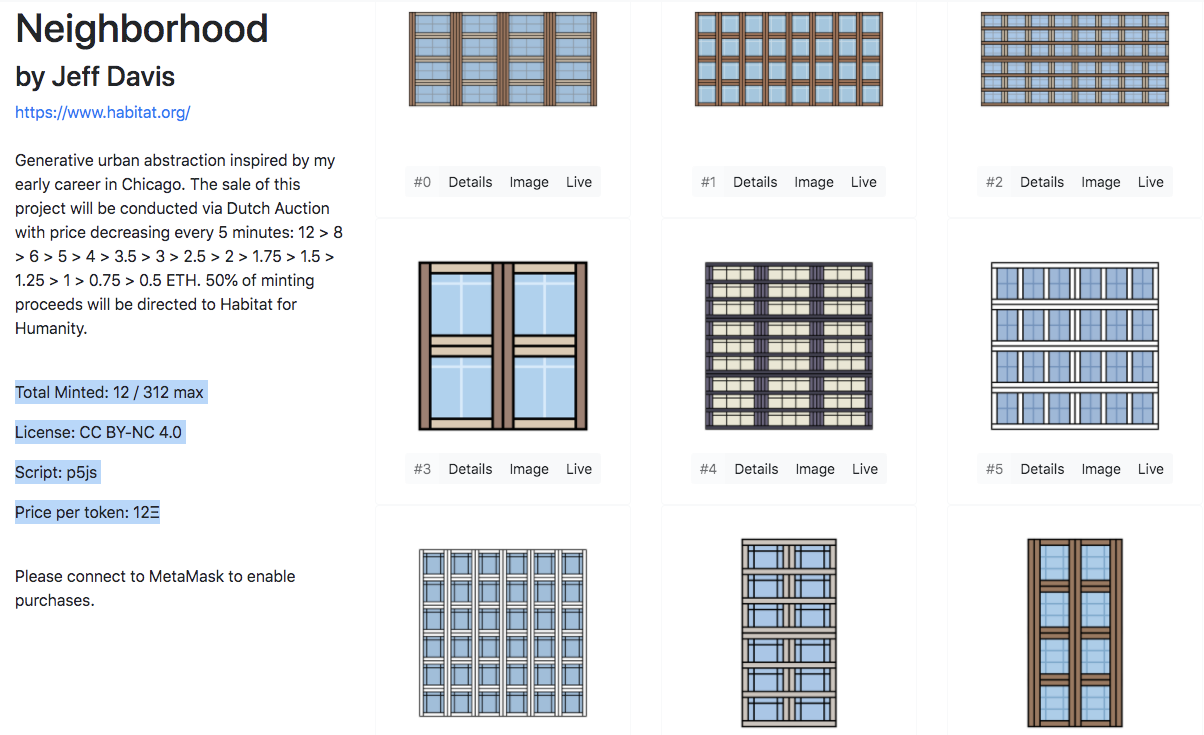 Neighborhood
by Jeff Davis
https://www.habitat.org/
Generative urban abstraction inspired by my
early career in Chicago. The sale of this
project will be conducted via Dutch Auction
with price decreasing every 5 minutes: 12 > 8
> 6 > 5 > 4 > 3.5 > 3 > 2.5 > 2 > 1.75 > 1.5 >
1.25 > 1 > 0.75 > 0.5 ETH. 50% of minting
proceeds will be directed to Habitat for
Humanity.
Total Minted: 12 / 312 max
License: CC BY-NC 4.0
Script: p5js
Price per token: 12Ξ
Please connect to MetaMask to enable
purchases.
#0 Details Image Live
#1 Details Image Live
#2 Details Image Live
#3 Details Image Live
#4 Details Image Live
#5 Details Image Live